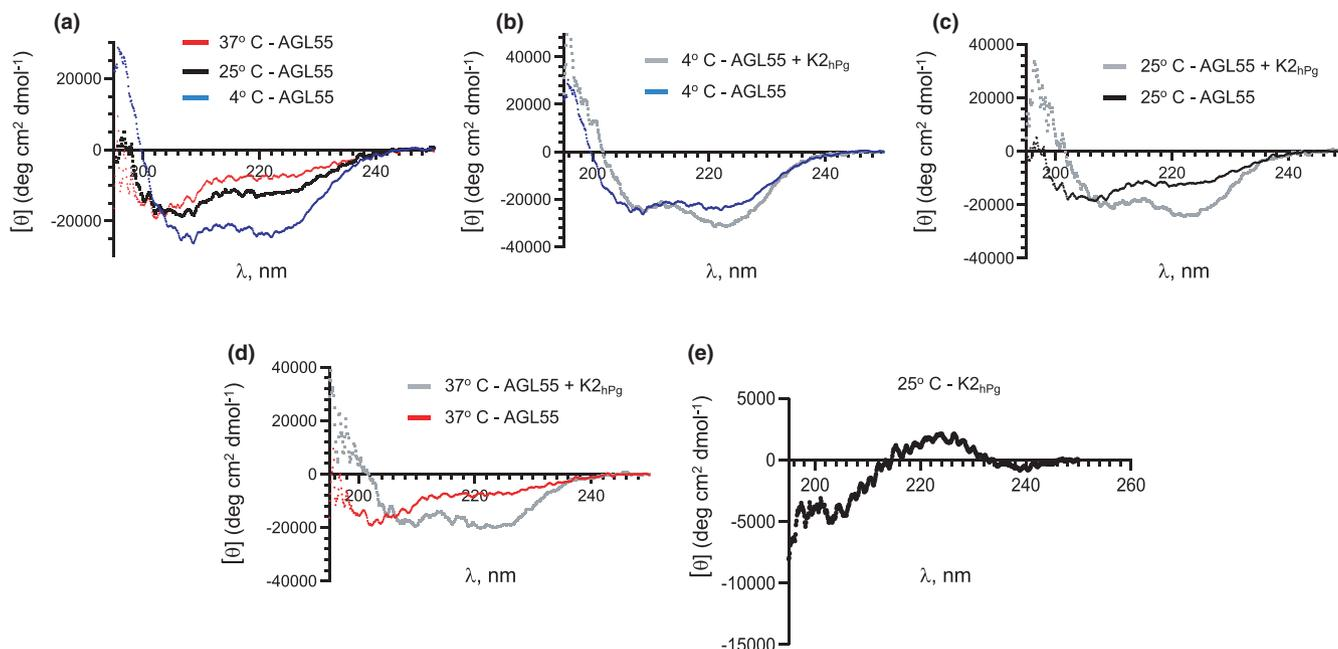 (a)
37° C - AGL55
25° C - AGL55
4° C - AGL55
20000
0
-20000
200
220
240
[θ] (deg cm² dmol⁻¹)
λ, nm
(b)
4° C - AGL55 + K2hPg
4° C - AGL55
40000
20000
0
-20000
-40000
200
220
240
[θ] (deg cm² dmol⁻¹)
λ, nm
(c)
25° C - AGL55 + K2hPg
25° C - AGL55
40000
20000
0
-20000
-40000
200
220
240
[θ] (deg cm² dmol⁻¹)
λ, nm
(d)
37° C - AGL55 + K2hPg
37° C - AGL55
40000
20000
0
-20000
-40000
200
220
240
[θ] (deg cm² dmol⁻¹)
λ, nm
(e)
25° C - K2hPg
5000
0
-5000
-10000
-15000
200
220
240
260
[θ] (deg cm² dmol⁻¹)
λ, nm